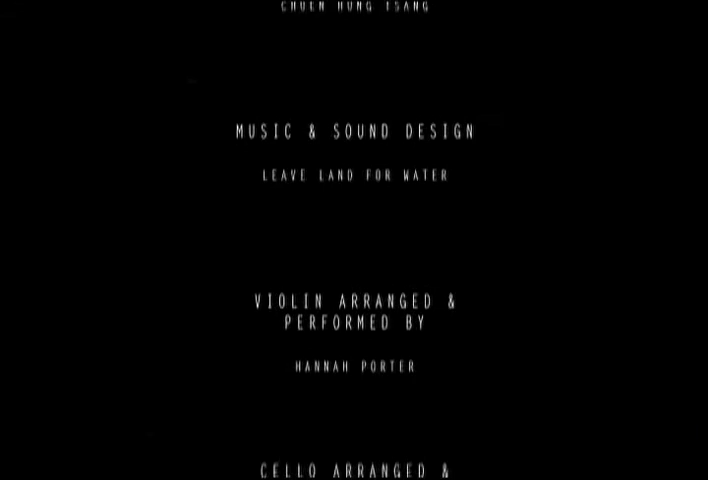 CHUEN HUNG TSANG
MUSIC & SOUND DESIGN
LEAVE LAND FOR WATER
VIOLIN ARRANGED &
PERFORMED BY
HANNAH PORTER
CELLO ARRANGED &